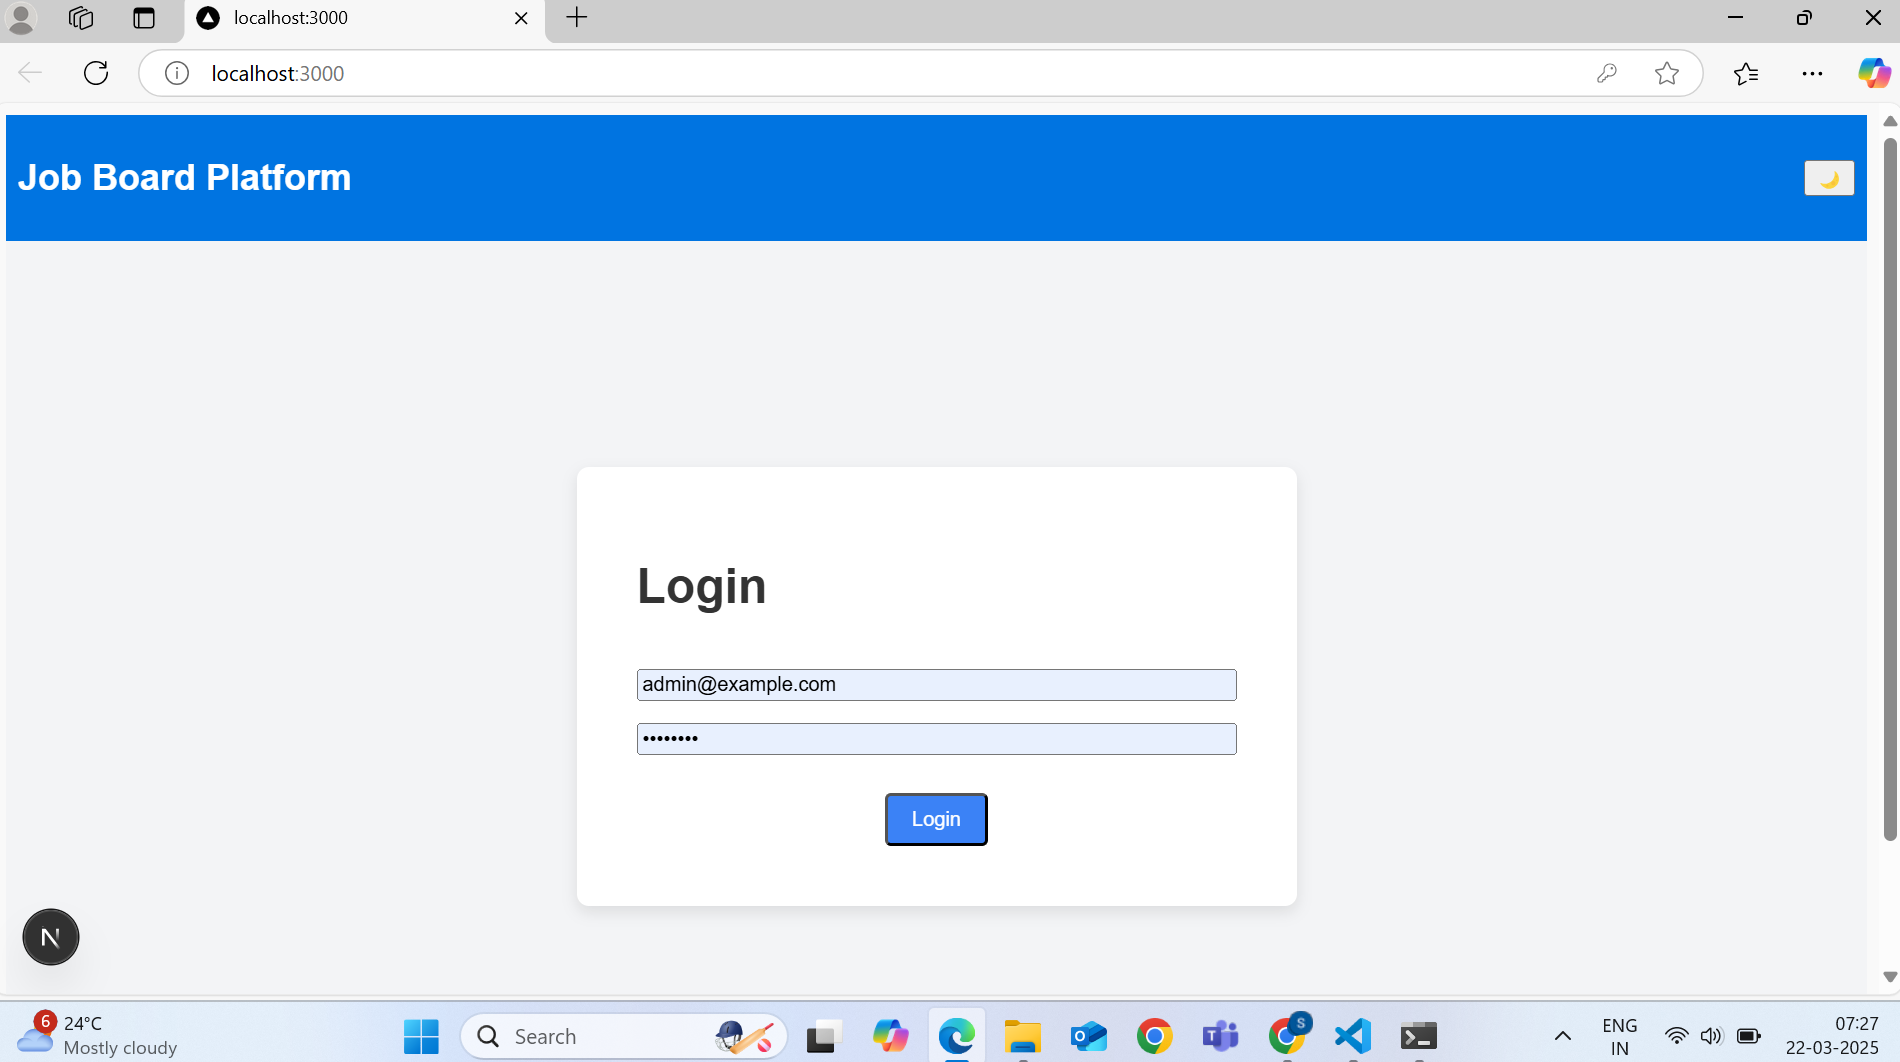 localhost:3000
localhost:3000
Job Board Platform
Login
admin@example.com
••••••••
Login
N
6
24°C
Mostly cloudy
Search
S
ENG
IN
07:27
22-03-2025